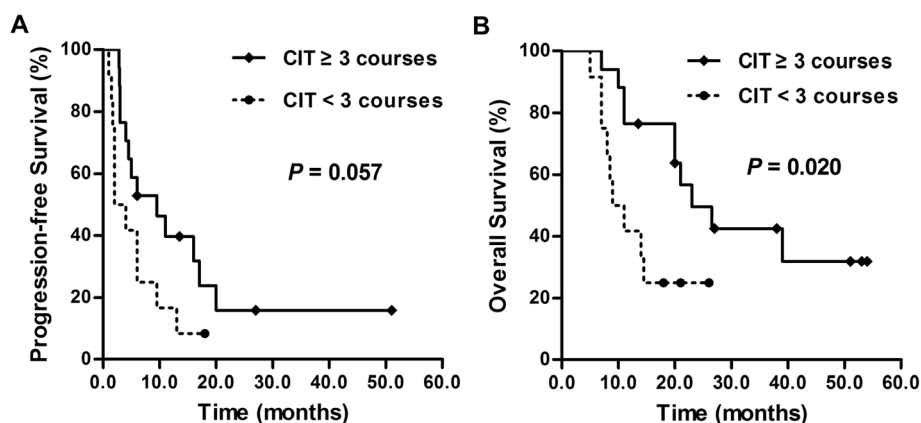 A
Progression-free Survival (%)
100
80
60
40
20
0
0.0 10.0 20.0 30.0 40.0 50.0 60.0
Time (months)
CIT ≥ 3 courses
CIT < 3 courses
P = 0.057
B
Overall Survival (%)
100
80
60
40
20
0
0.0 10.0 20.0 30.0 40.0 50.0 60.0
Time (months)
CIT ≥ 3 courses
CIT < 3 courses
P = 0.020